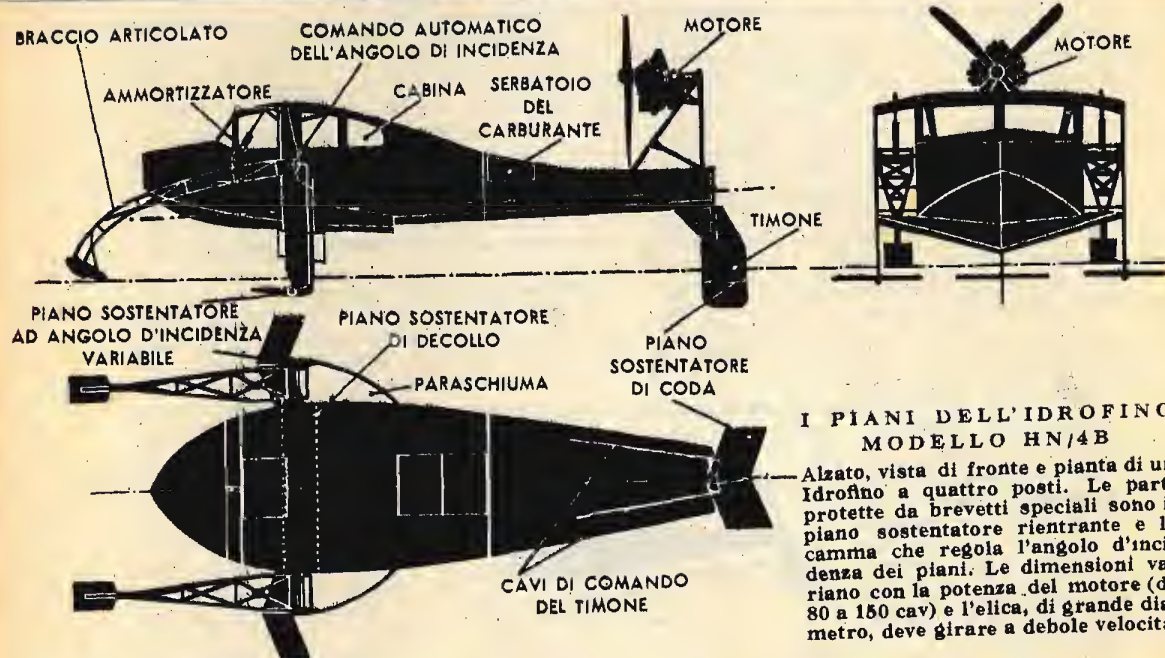 BRACCIO ARTICOLATO
COMANDO AUTOMATICO
DELL'ANGOLO DI INCIDENZA
MOTORE
MOTORE
AMMORTIZZATORE
CABINA
SERBATOIO
DEL
CARBURANTE
TIMONE
PIANO SOSTENTATORE
AD ANGOLO D'INCIDENZA
VARIABILE
PIANO SOSTENTATORE
DI DECOLLO
PARASCHIUMA
PIANO
SOSTENTATORE
DI CODA
CAVI DI COMANDO
DEL TIMONE
I PIANI DELL'IDROFINO
MODELLO HN/4B
Alzato, vista di fronte e pianta di un
Idrofino a quattro posti. Le part
protette da brevetti speciali sono
piano sostentatore rientrante e l
camma che regola l'angolo d'inci
denza dei piani. Le dimensioni va
riano con la potenza del motore (d
80 a 150 cav) e l'elica, di grande dia
metro, deve girare a debole velocità